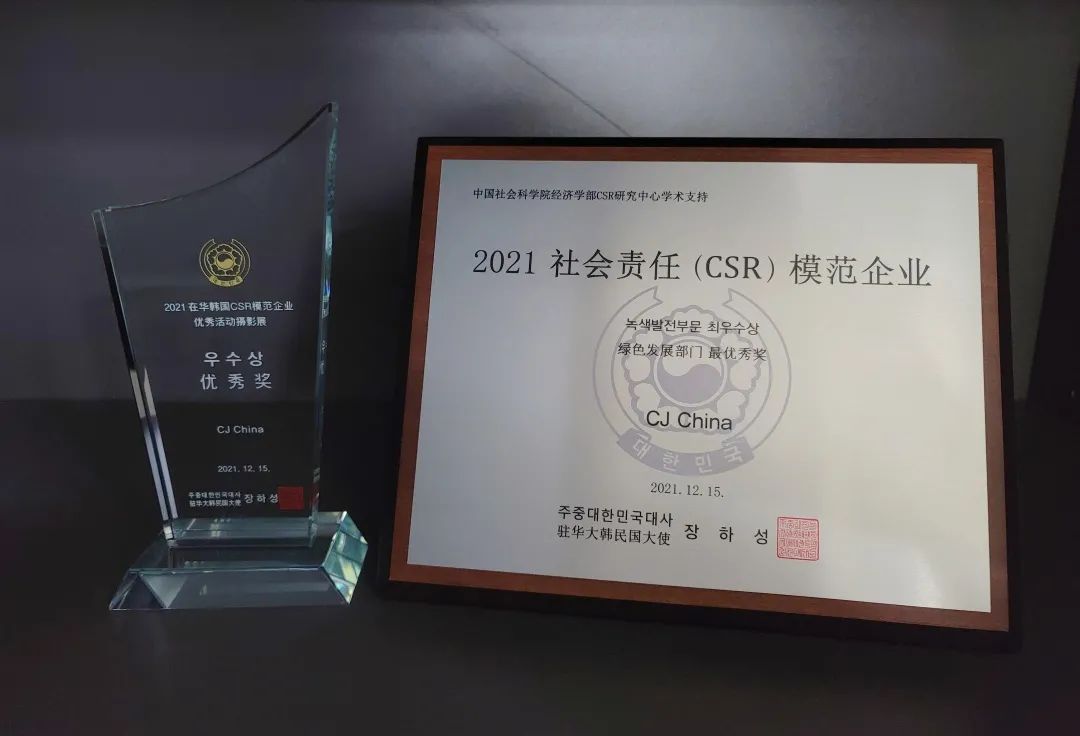 대한민국
2021 在华韩国CSR模范企业
优秀活动摄影展
우수상
优秀奖
CJ China
2021. 12. 15.
주중대한민국대사
驻华大韩民国大使 장하성
中国社会科学院经济学部CSR研究中心学术支持
2021 社会责任 (CSR) 模范企业
녹색발전부문 최우수상
绿色发展部门 最优秀奖
CJ China
대한민국
2021. 12. 15.
주중대한민국대사
驻华大韩民国大使 장 하 성